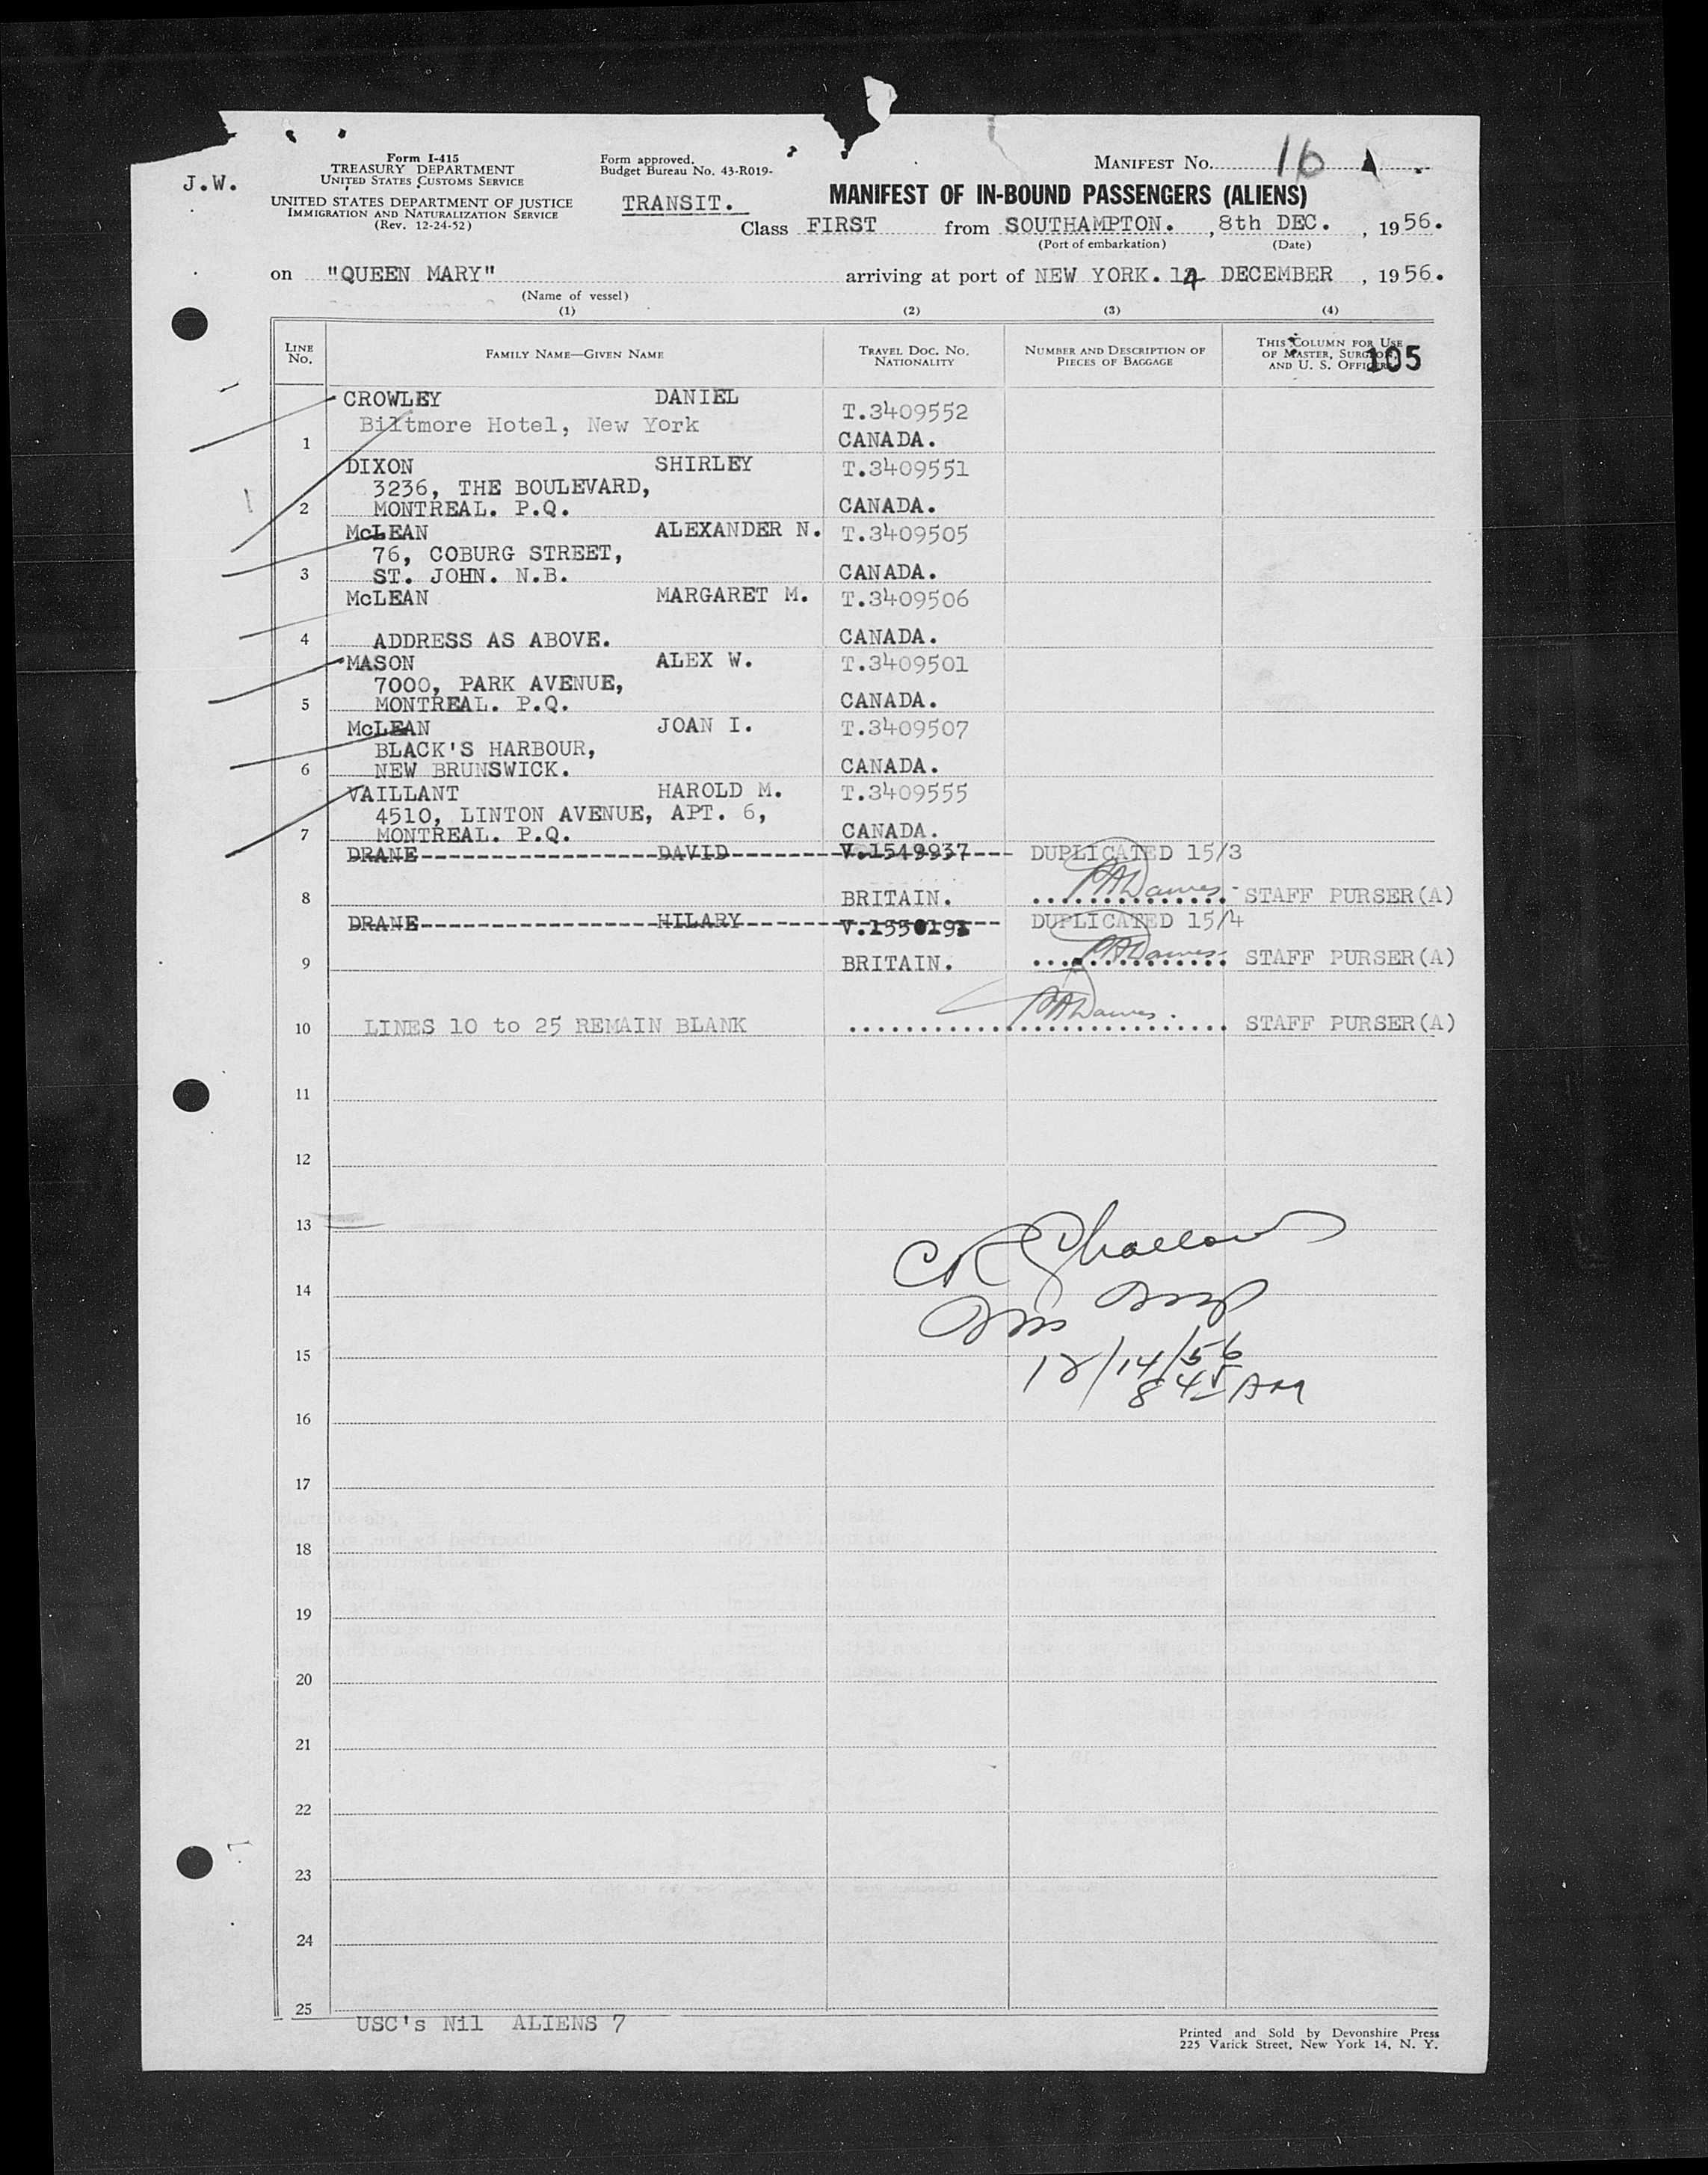 J.W.
Form I-415
TREASURY DEPARTMENT
UNITED STATES CUSTOMS SERVICE
UNITED STATES DEPARTMENT OF JUSTICE
IMMIGRATION AND NATURALIZATION SERVICE
(Rev. 12-24-52)
Form approved.
Budget Bureau No. 43-R019-
TRANSIT.
MANIFEST No. 16
MANIFEST OF IN-BOUND PASSENGERS (ALIENS)
Class FIRST from SOUTHAMPTON. , 8th DEC. , 1956.
(Port of embarkation) (Date)
on "QUEEN MARY" arriving at port of NEW YORK. 14 DECEMBER , 1956.
(Name of vessel)
(1) (2) (3) (4)
LINE No. FAMILY NAME—GIVEN NAME TRAVEL DOC. NO. NATIONALITY NUMBER AND DESCRIPTION OF PIECES OF BAGGAGE THIS COLUMN FOR USE OF MASTER, SURGEON, AND U. S. OFFICERS
105
CROWLEY DANIEL T.3409552
Biltmore Hotel, New York
1 CANADA.
DIXON SHIRLEY T.3409551
3236, THE BOULEVARD,
2 MONTREAL. P.Q. CANADA.
McLEAN ALEXANDER N. T.3409505
76, COBURG STREET,
3 ST. JOHN. N.B. CANADA.
McLEAN MARGARET M. T.3409506
4 ADDRESS AS ABOVE. CANADA.
MASON ALEX W. T.3409501
7000, PARK AVENUE,
5 MONTREAL. P.Q. CANADA.
McLEAN JOAN I. T.3409507
BLACK'S HARBOUR,
6 NEW BRUNSWICK. CANADA.
VAILLANT HAROLD M. T.3409555
4510, LINTON AVENUE, APT. 6,
7 MONTREAL. P.Q. CANADA.
DRANE DAVID V.1549937 DUPLICATED 15/3
8 BRITAIN. STAFF PURSER(A)
DRANE HILARY V.1550191 DUPLICATED 15/4
9 BRITAIN. STAFF PURSER(A)
10 LINES 10 to 25 REMAIN BLANK STAFF PURSER(A)
11
12
13
14
15
12/14/56
8 45 AM
16
17
18
19
20
21
22
23
24
25
USC's Nil ALIENS 7
Printed and Sold by Devonshire Press
225 Varick Street, New York 14, N. Y.